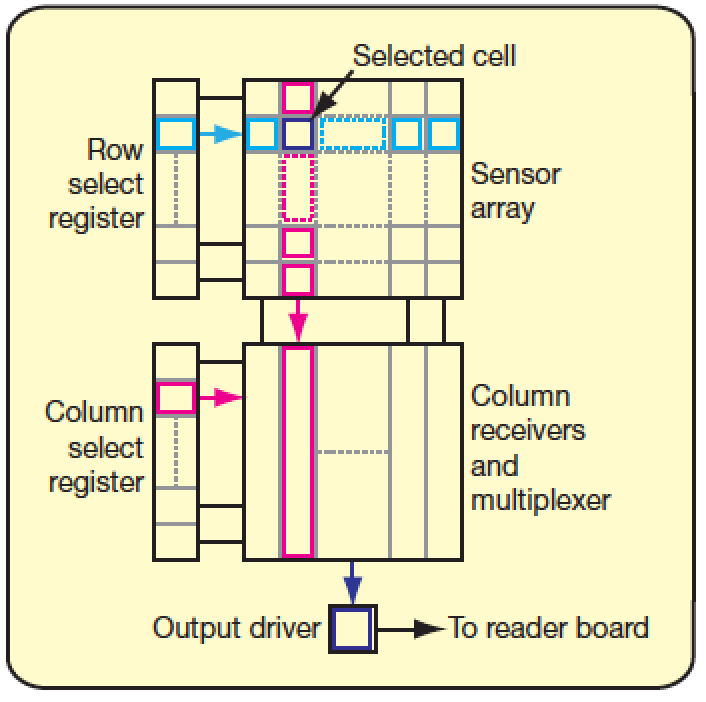 Selected cell
Row
select
register
Sensor
array
Column
select
register
Column
receivers
and
multiplexer
Output driver
To reader board